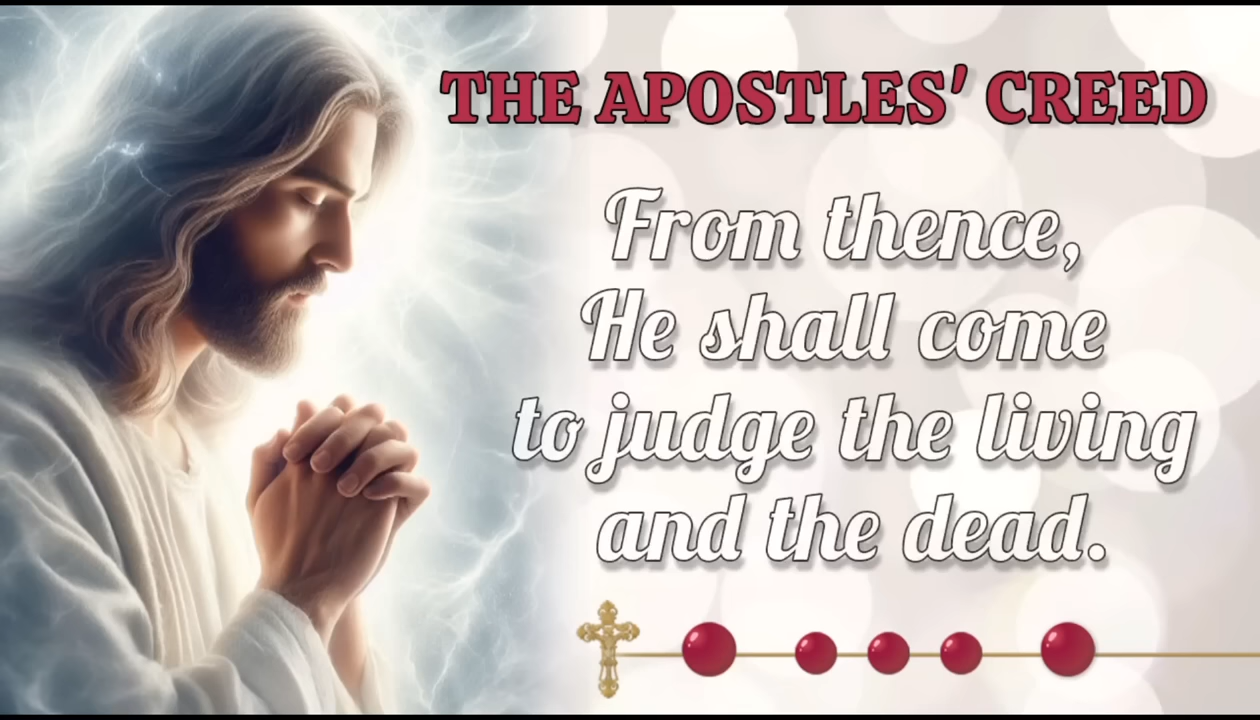 THE APOSTLES' CREED
From thence,
He shall come
to judge the living
and the dead.